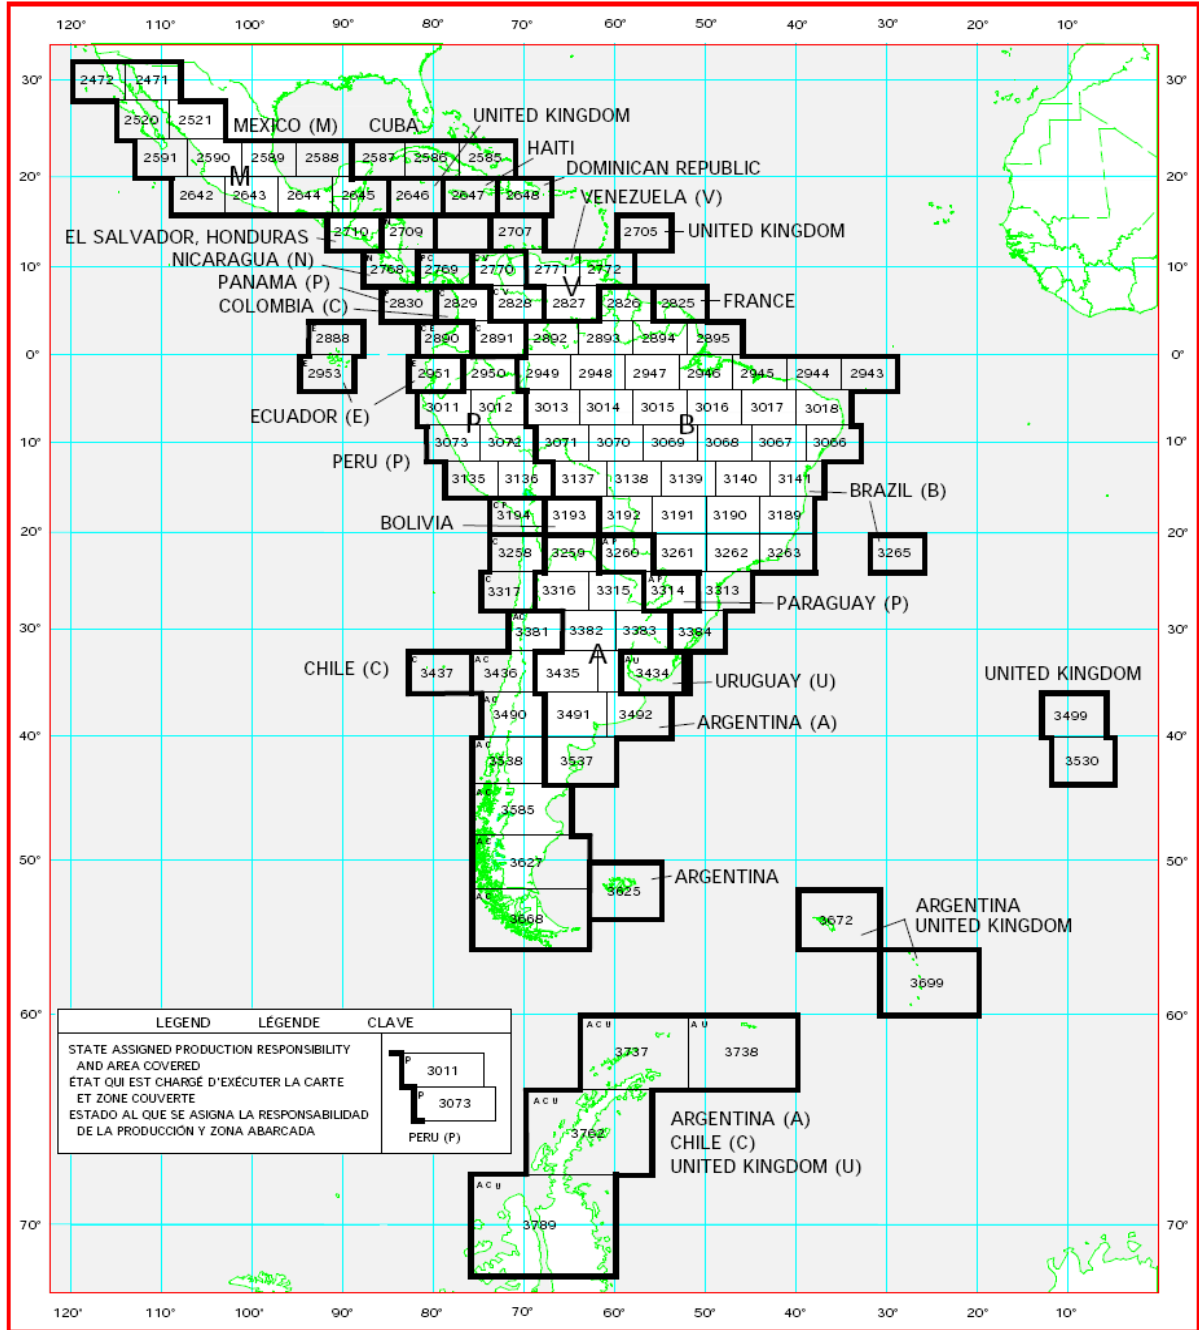 120° 110° 100° 90° 80° 70° 60° 50° 40° 30° 20° 10°
30° 2472 2471 30°
2520 2521 MEXICO (M) CUBA UNITED KINGDOM
2591 2590 2589 2588 2587 2586 2585 HAITI
20° M DOMINICAN REPUBLIC 20°
2642 2643 2644 2645 2646 2647 2648 VENEZUELA (V)
EL SALVADOR, HONDURAS 2710 N 2709 2707 2705 UNITED KINGDOM
NICARAGUA (N) N 2768 P C 2769 C V 2770 2771 2772
10° V 10°
PANAMA (P) P 2830 C 2829 C V 2828 2827 2826 2825 FRANCE
COLOMBIA (C)
E 2888 C E 2890 C 2891 2892 2893 2894 2895
0° 0°
E 2953 E 2951 2950 2949 2948 2947 2946 2945 2944 2943
ECUADOR (E) 3011 3012 3013 3014 3015 3016 3017 3018
P B
10° 3073 3072 3071 3070 3069 3068 3067 3066 10°
PERU (P) 3135 3136 3137 3138 3139 3140 3141 BRAZIL (B)
BOLIVIA C P 3194 3193 3192 3191 3190 3189
20° 20°
C 3258 3259 A P 3260 3261 3262 3263 3265
C 3317 3316 3315 A P 3314 3313 PARAGUAY (P)
30° A C 3381 3382 3383 3384 30°
A
CHILE (C) C 3437 A C 3436 3435 A U 3434 URUGUAY (U) UNITED KINGDOM
A C 3490 3491 3492 ARGENTINA (A) 3499
40° 40°
A C 3538 3537 3530
A C 3585
A C 3627
50° 50°
3625 ARGENTINA
A C 3668 3672 ARGENTINA
UNITED KINGDOM
3699
60° 60°
LEGEND LÉGENDE CLAVE
STATE ASSIGNED PRODUCTION RESPONSIBILITY
AND AREA COVERED
ÉTAT QUI EST CHARGÉ D'EXÉCUTER LA CARTE
ET ZONE COUVERTE
ESTADO AL QUE SE ASIGNA LA RESPONSABILIDAD
DE LA PRODUCCIÓN Y ZONA ABARCADA
P 3011
P 3073
PERU (P)
A C U 3737 A U 3738
A C U 3762
ARGENTINA (A)
CHILE (C)
UNITED KINGDOM (U)
A C U 3789
70° 70°
120° 110° 100° 90° 80° 70° 60° 50° 40° 30° 20° 10°